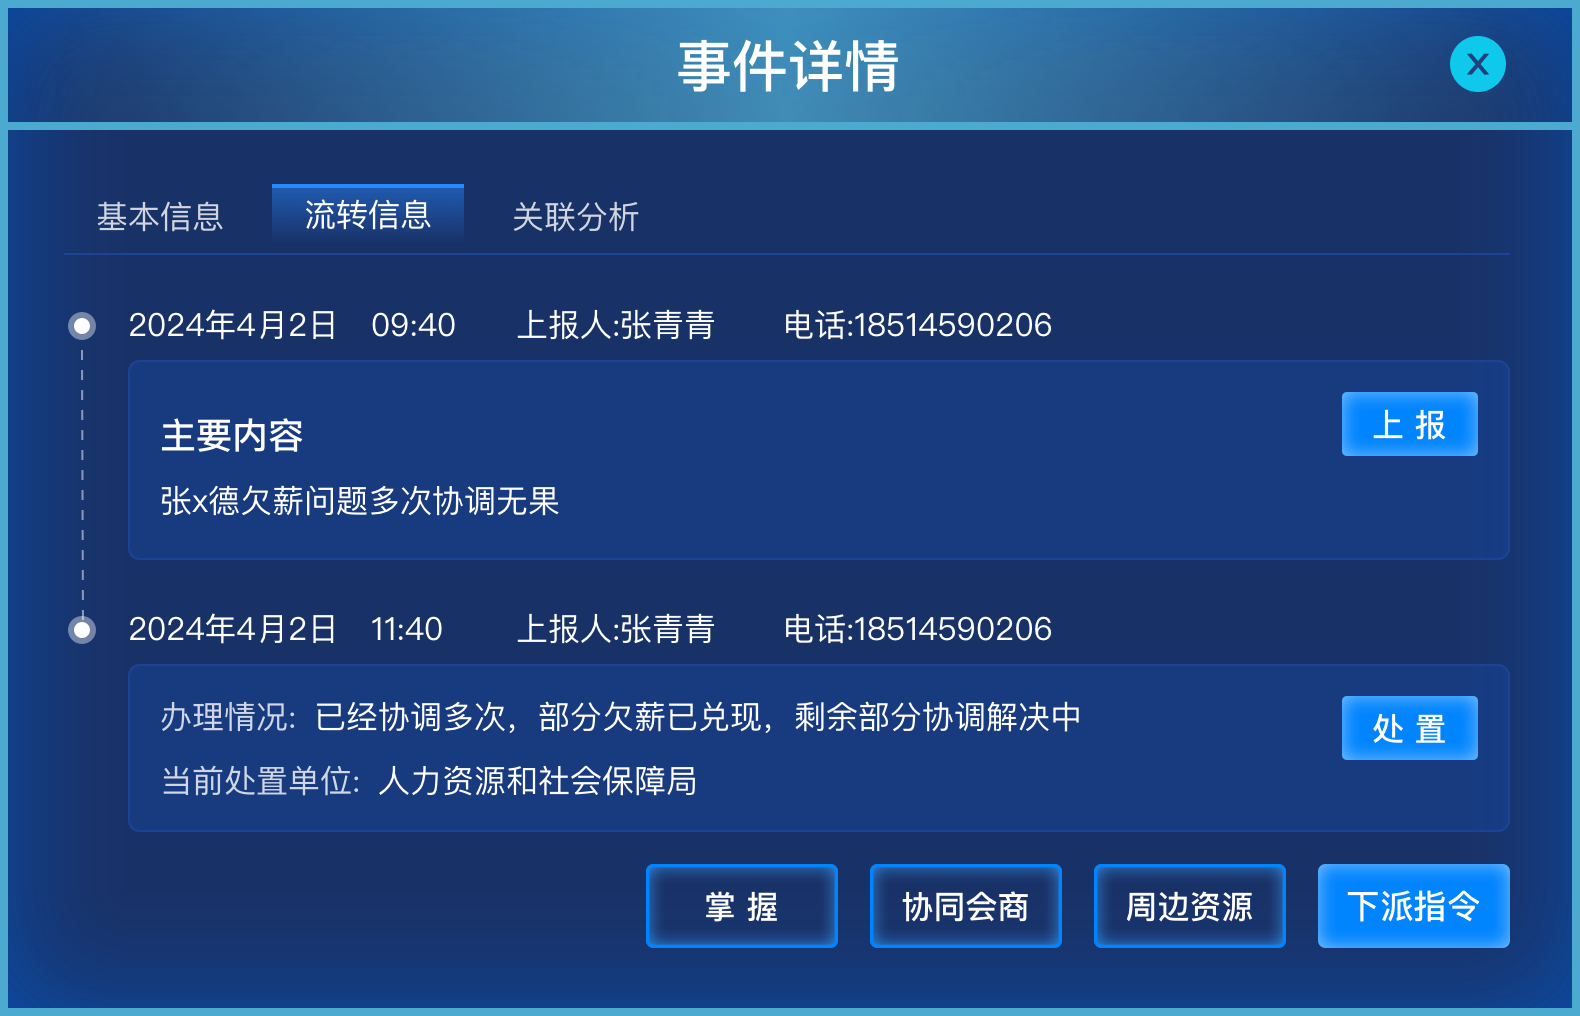 事件详情 X
基本信息 流转信息 关联分析
2024年4月2日 09:40 上报人:张青青 电话:18514590206
上 报
主要内容
张x德欠薪问题多次协调无果
2024年4月2日 11:40 上报人:张青青 电话:18514590206
办理情况: 已经协调多次，部分欠薪已兑现，剩余部分协调解决中
处 置
当前处置单位: 人力资源和社会保障局
掌 握 协同会商 周边资源 下派指令